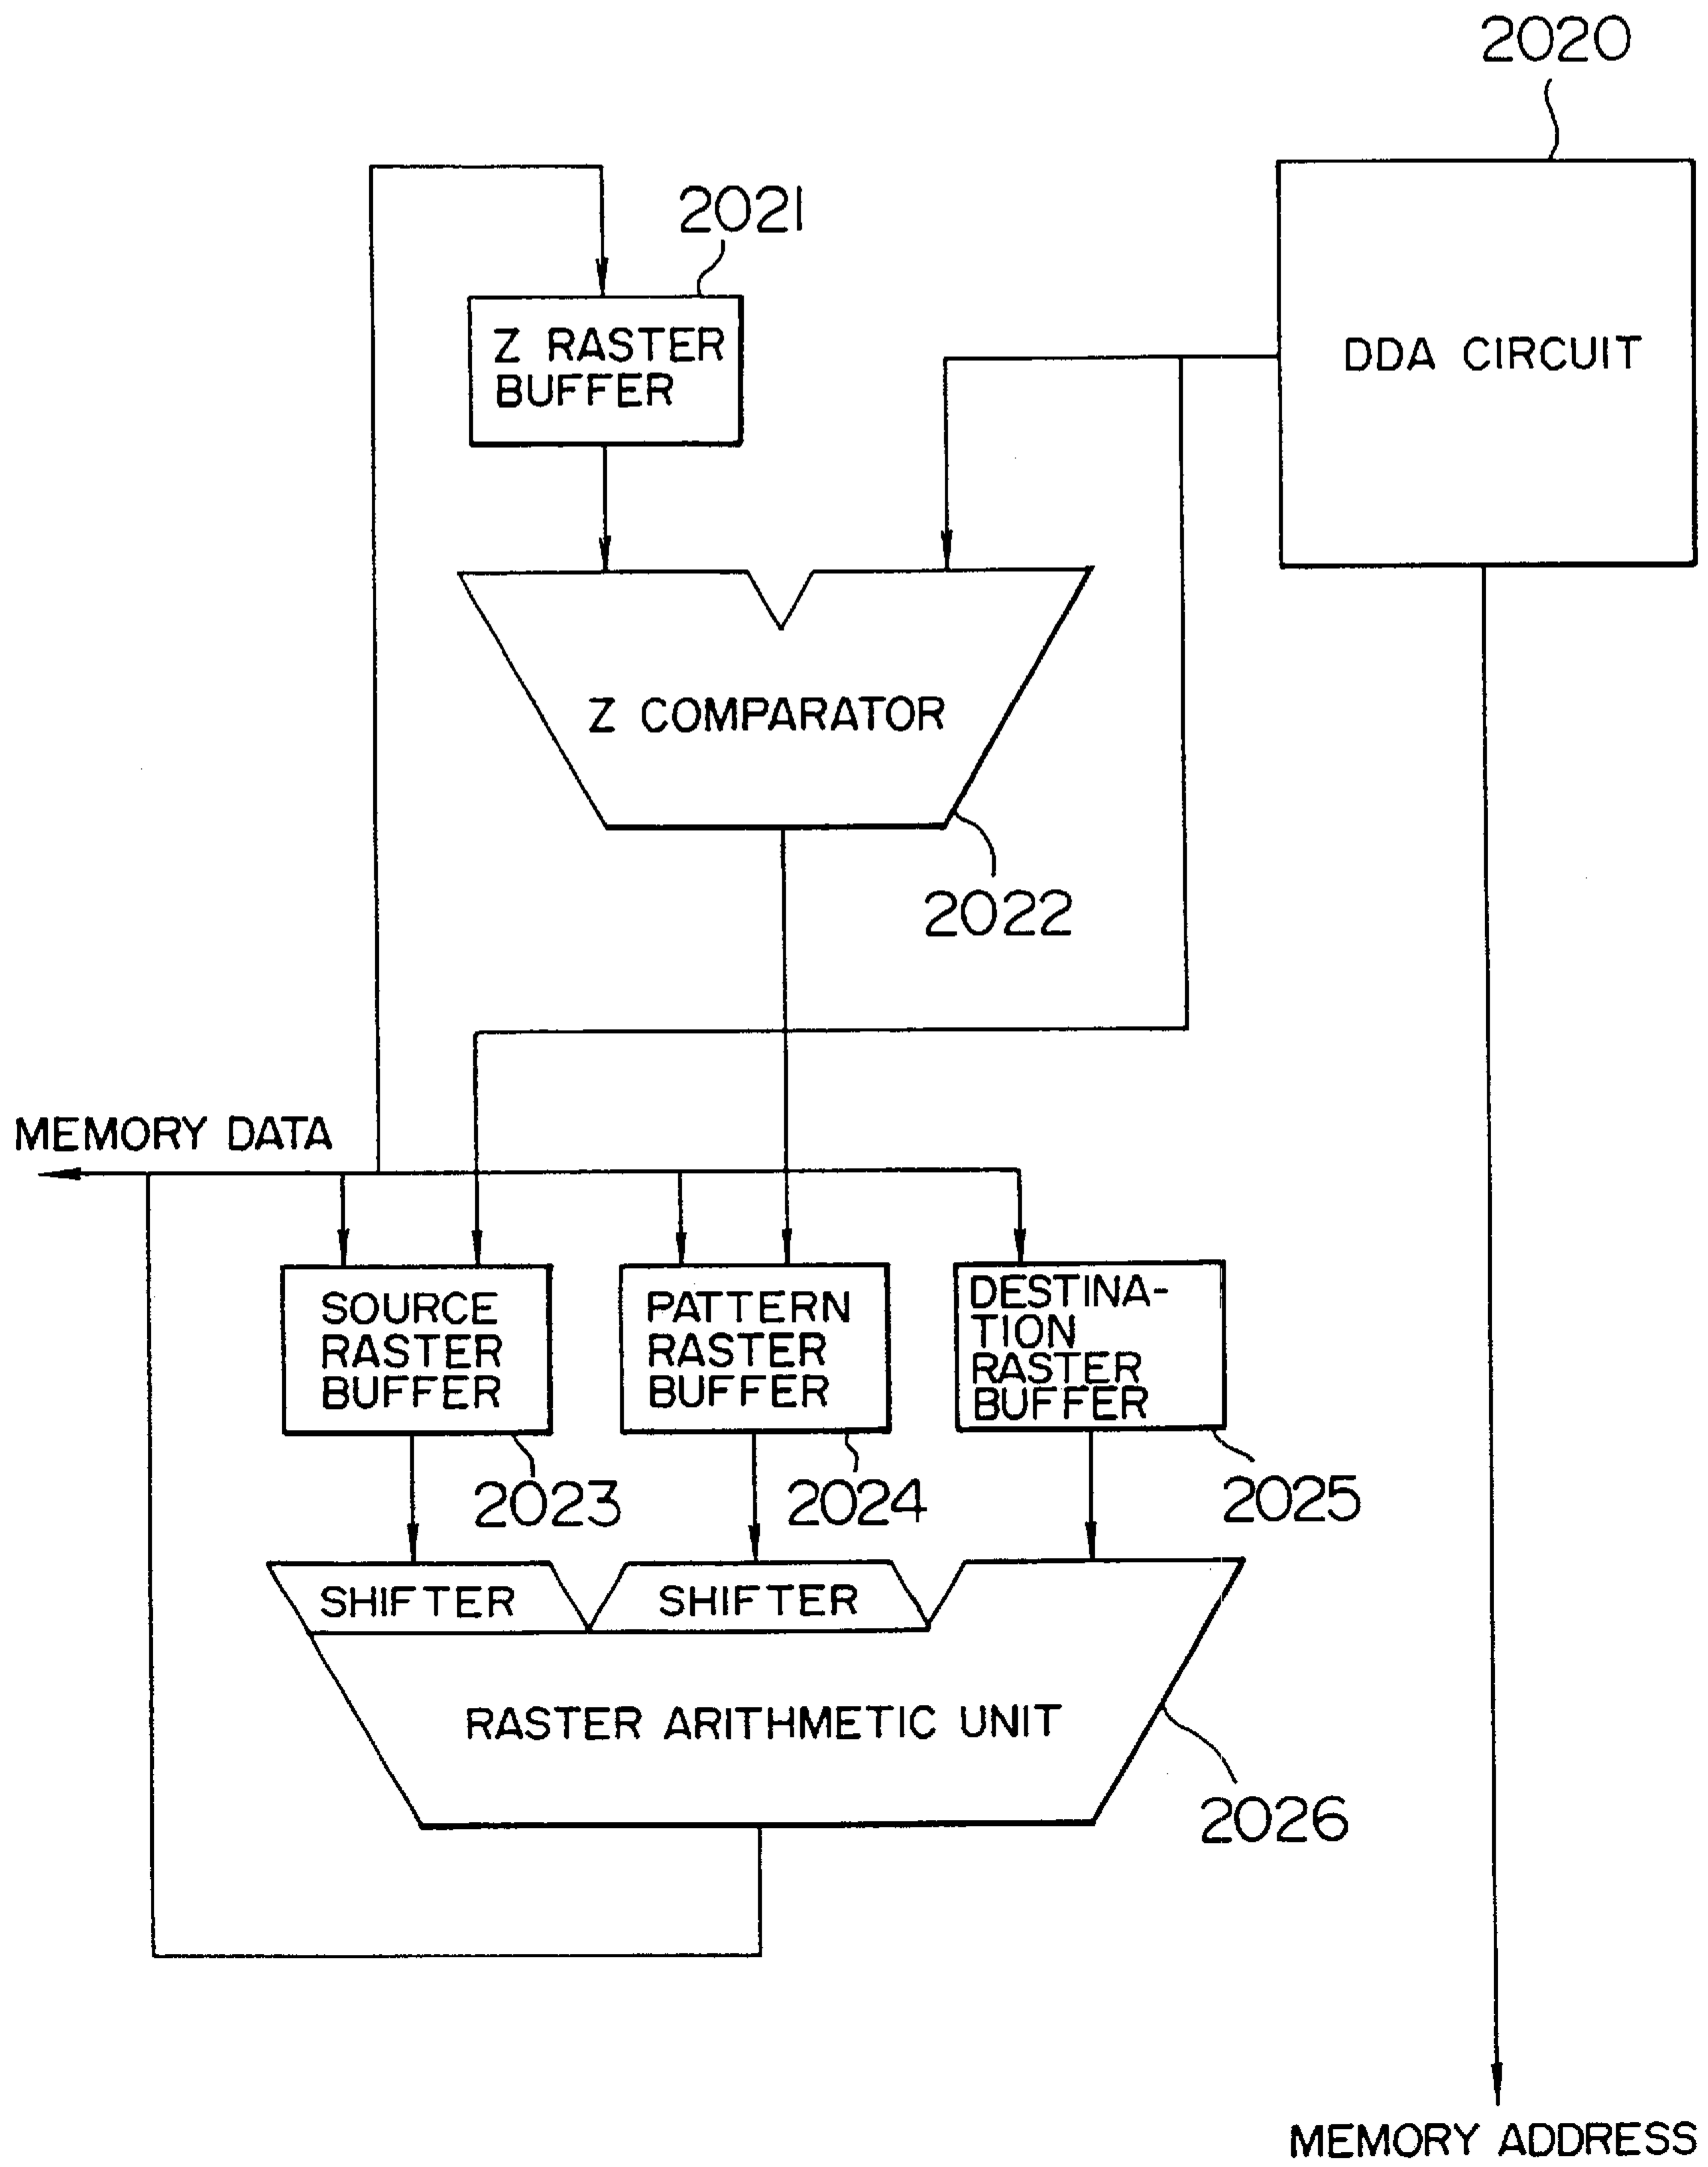 2020
2021
Z RASTER
BUFFER
DDA CIRCUIT
Z COMPARATOR
2022
MEMORY DATA
SOURCE
RASTER
BUFFER
PATTERN
RASTER
BUFFER
DESTINA-
TION
RASTER
BUFFER
2023
2024
2025
SHIFTER
SHIFTER
RASTER ARITHMETIC UNIT
2026
MEMORY ADDRESS